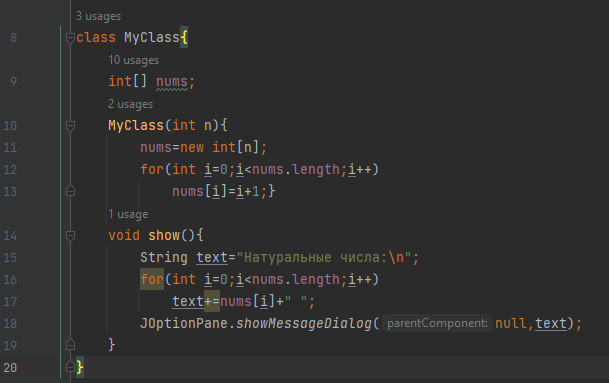 3 usages
8 class MyClass{
10 usages
9 int[] nums;
2 usages
10 MyClass(int n){
11 nums=new int[n];
12 for(int i=0;i<nums.length;i++)
13 nums[i]=i+1;}
1 usage
14 void show(){
15 String text="Натуральные числа:\n";
16 for(int i=0;i<nums.length;i++)
17 text+=nums[i]+" ";
18 JOptionPane.showMessageDialog( parentComponent: null,text);
19 }
20 }